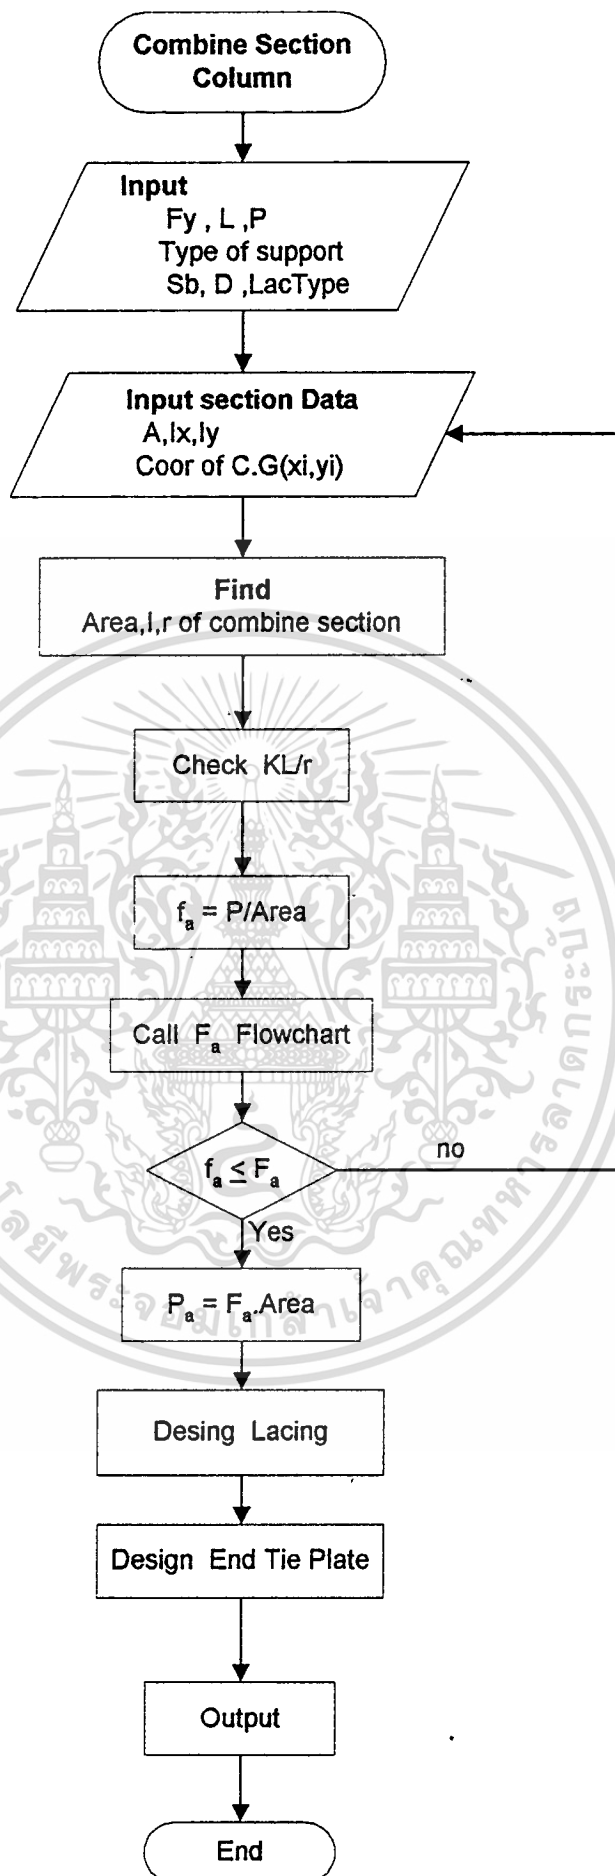 Combine Section
Column
Input
Fy , L ,P
Type of support
Sb, D ,LacType
Input section Data
A,Ix,Iy
Coor of C.G(xi,yi)
Find
Area,I,r of combine section
Check KL/r
fa = P/Area
Call Fa Flowchart
fa ≤ Fa
no
Yes
Pa = Fa.Area
Desing Lacing
Design End Tie Plate
Output
End